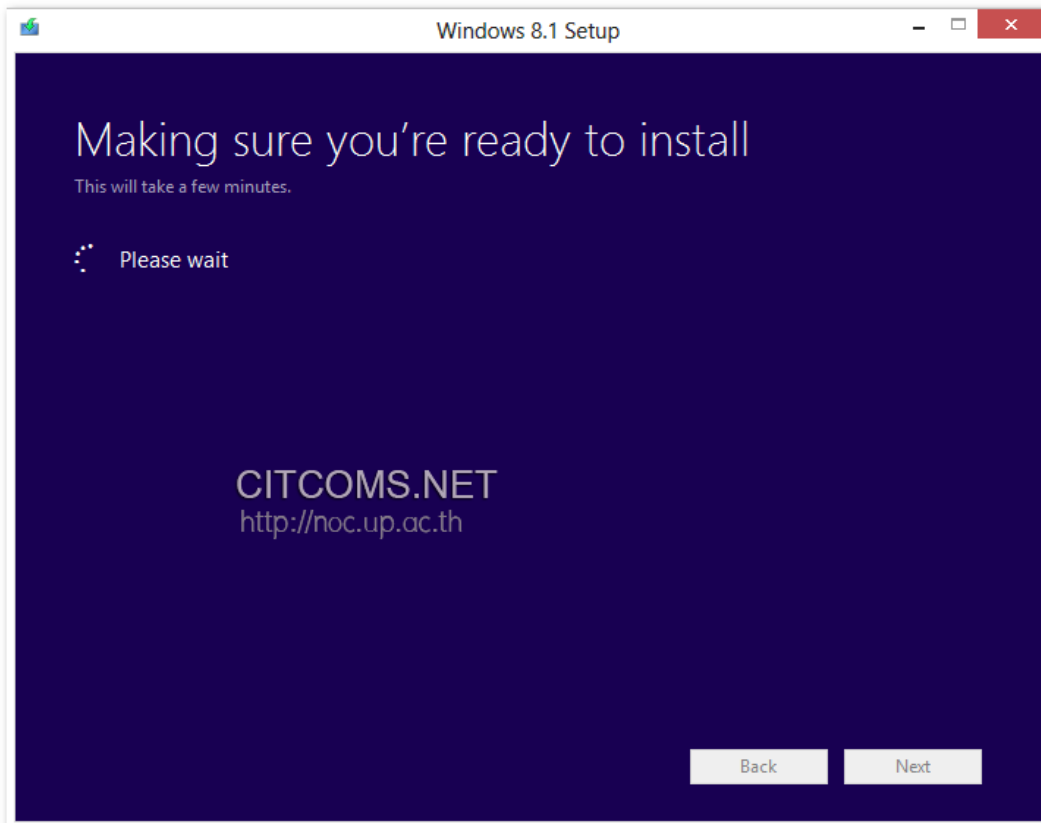 Windows 8.1 Setup
Making sure you're ready to install
This will take a few minutes.
Please wait
CITCOMS.NET
http://noc.up.ac.th
Back Next